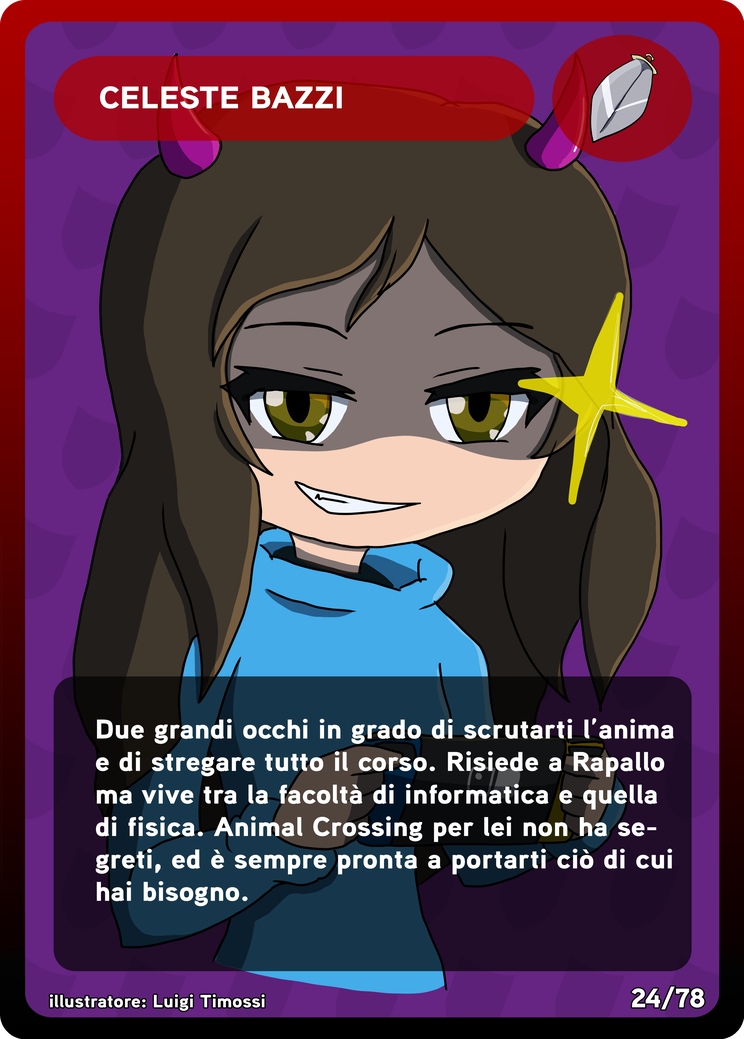 CELESTE BAZZI
Due grandi occhi in grado di scrutarti l'anima
e di stregare tutto il corso. Risiede a Rapallo
ma vive tra la facoltà di informatica e quella
di fisica. Animal Crossing per lei non ha se-
greti, ed è sempre pronta a portarti ciò di cui
hai bisogno.
illustratore: Luigi Timossi
24/78